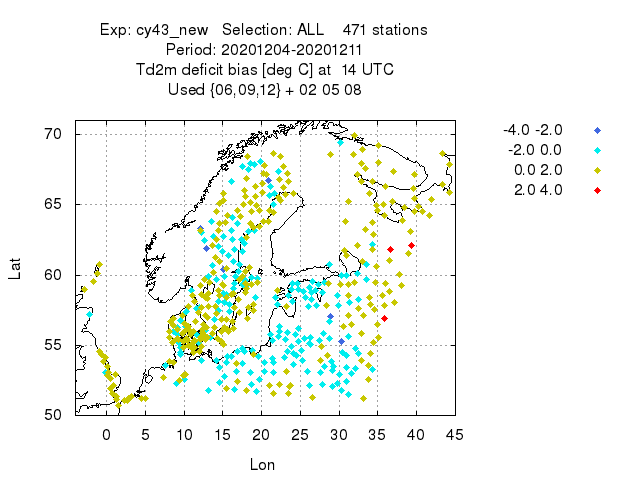 Exp: cy43_new Selection: ALL 471 stations
Period: 20201204-20201211
Td2m deficit bias [deg C] at 14 UTC
Used {06,09,12} + 02 05 08
-4.0 -2.0
-2.0 0.0
0.0 2.0
2.0 4.0
70
65
60
55
50
Lat
0 5 10 15 20 25 30 35 40 45
Lon